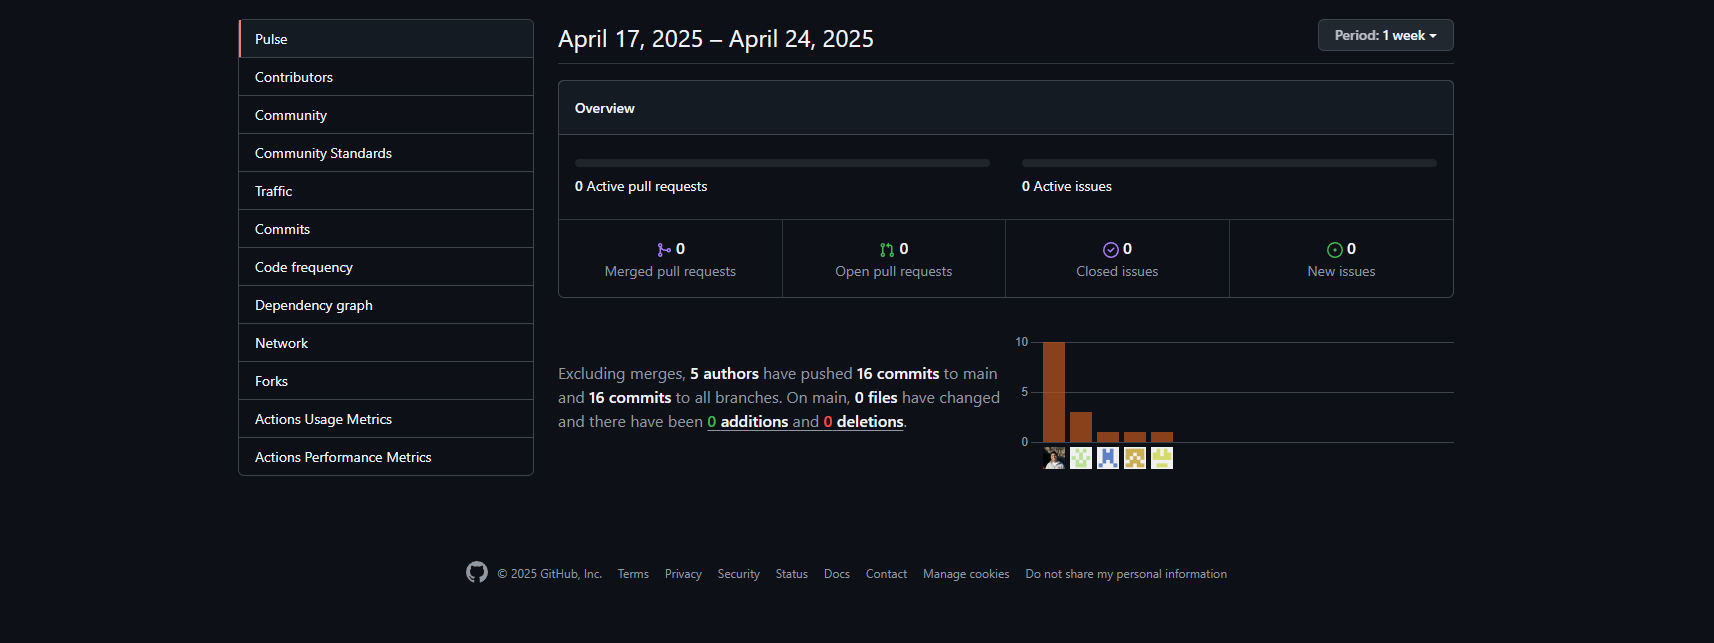 Pulse
Contributors
Community
Community Standards
Traffic
Commits
Code frequency
Dependency graph
Network
Forks
Actions Usage Metrics
Actions Performance Metrics
April 17, 2025 – April 24, 2025
Period: 1 week
Overview
0 Active pull requests
0 Active issues
0
Merged pull requests
0
Open pull requests
0
Closed issues
0
New issues
Excluding merges, 5 authors have pushed 16 commits to main
and 16 commits to all branches. On main, 0 files have changed
and there have been 0 additions and 0 deletions.
10
5
0
© 2025 GitHub, Inc. Terms Privacy Security Status Docs Contact Manage cookies Do not share my personal information